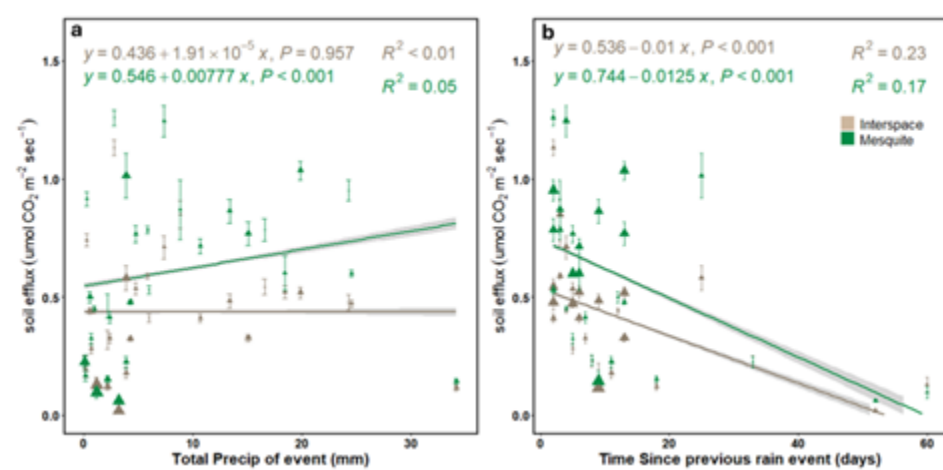 a
y = 0.436 + 1.91 × 10⁻⁵ x, P = 0.957 R² < 0.01
y = 0.546 + 0.00777 x, P < 0.001 R² = 0.05
soil efflux (umol CO₂ m⁻² sec⁻¹)
1.5
1.0
0.5
0.0
0 10 20 30
Total Precip of event (mm)
b
y = 0.536 − 0.01 x, P < 0.001 R² = 0.23
y = 0.744 − 0.0125 x, P < 0.001 R² = 0.17
Interspace
Mesquite
soil efflux (umol CO₂ m⁻² sec⁻¹)
1.5
1.0
0.5
0.0
0 20 40 60
Time Since previous rain event (days)